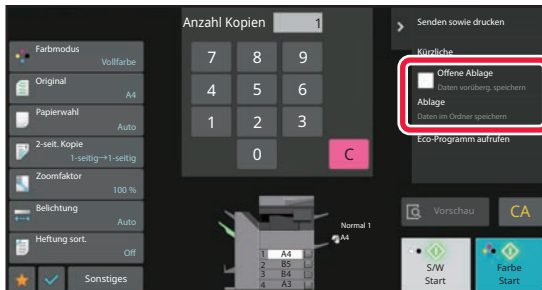 Anzahl Kopien 1
Farbmodus
Vollfarbe
Original
A4
Papierwahl
Auto
2-seit. Kopie
1-seitig→1-seitig
Zoomfaktor
100 %
Belichtung
Auto
Heftung sort.
Off
Sonstiges
7 8 9
4 5 6
1 2 3
0 C
Normal 1
A4
1 A4
2 B5
3 B4
4 A3
Senden sowie drucken
Kürzliche
Offene Ablage
Daten vorüberg. speichern
Ablage
Daten im Ordner speichern
Eco-Programm aufrufen
Vorschau
CA
S/W
Start
Farbe
Start